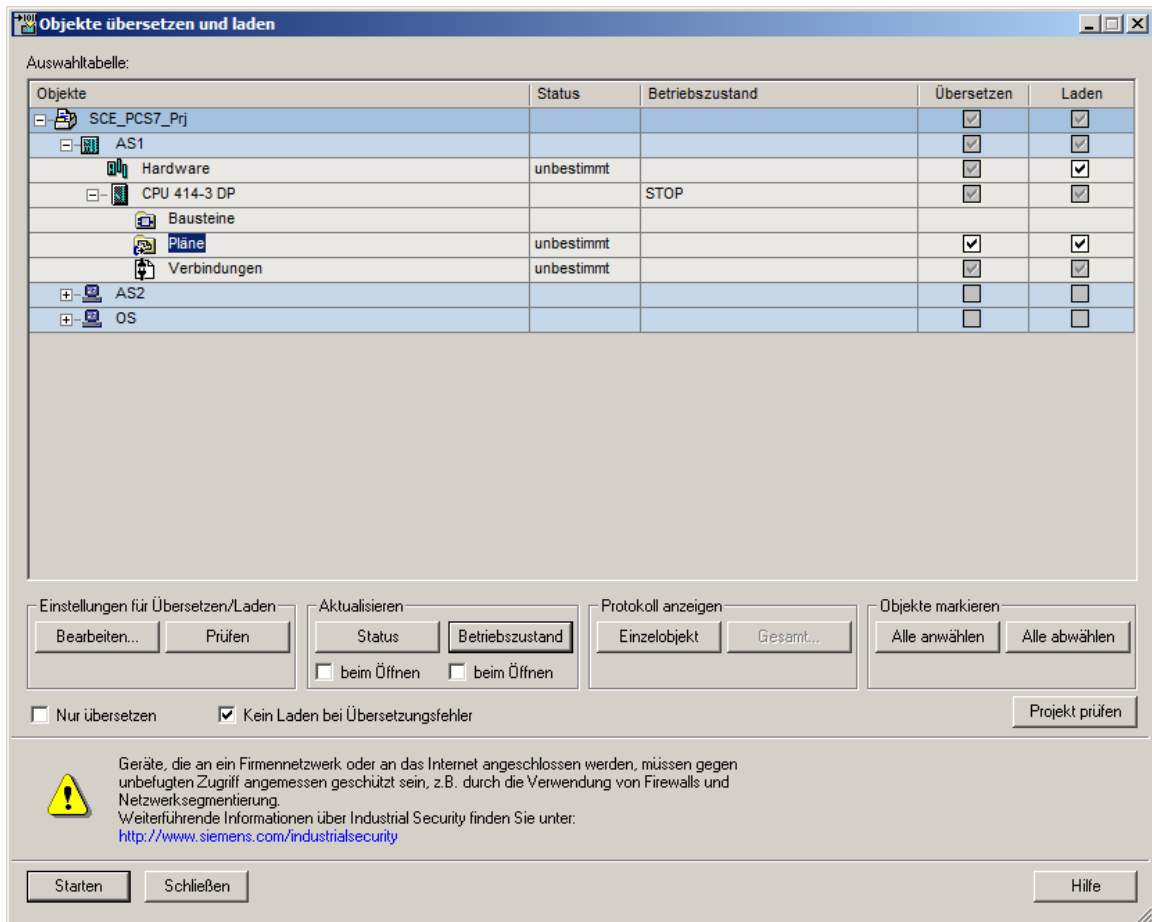 Objekte übersetzen und laden
Auswahltabelle:
Objekte Status Betriebszustand Übersetzen Laden
SCE_PCS7_Prj
AS1
Hardware unbestimmt
CPU 414-3 DP STOP
Bausteine
Pläne unbestimmt
Verbindungen unbestimmt
AS2
OS
Einstellungen für Übersetzen/Laden Aktualisieren Protokoll anzeigen Objekte markieren
Bearbeiten... Prüfen Status Betriebszustand Einzelobjekt Gesamt... Alle anwählen Alle abwählen
beim Öffnen beim Öffnen
Nur übersetzen Kein Laden bei Übersetzungsfehler Projekt prüfen
Geräte, die an ein Firmennetzwerk oder an das Internet angeschlossen werden, müssen gegen
unbefugten Zugriff angemessen geschützt sein, z.B. durch die Verwendung von Firewalls und
Netzwerksegmentierung.
Weiterführende Informationen über Industrial Security finden Sie unter:
http://www.siemens.com/industrialsecurity
Starten Schließen Hilfe